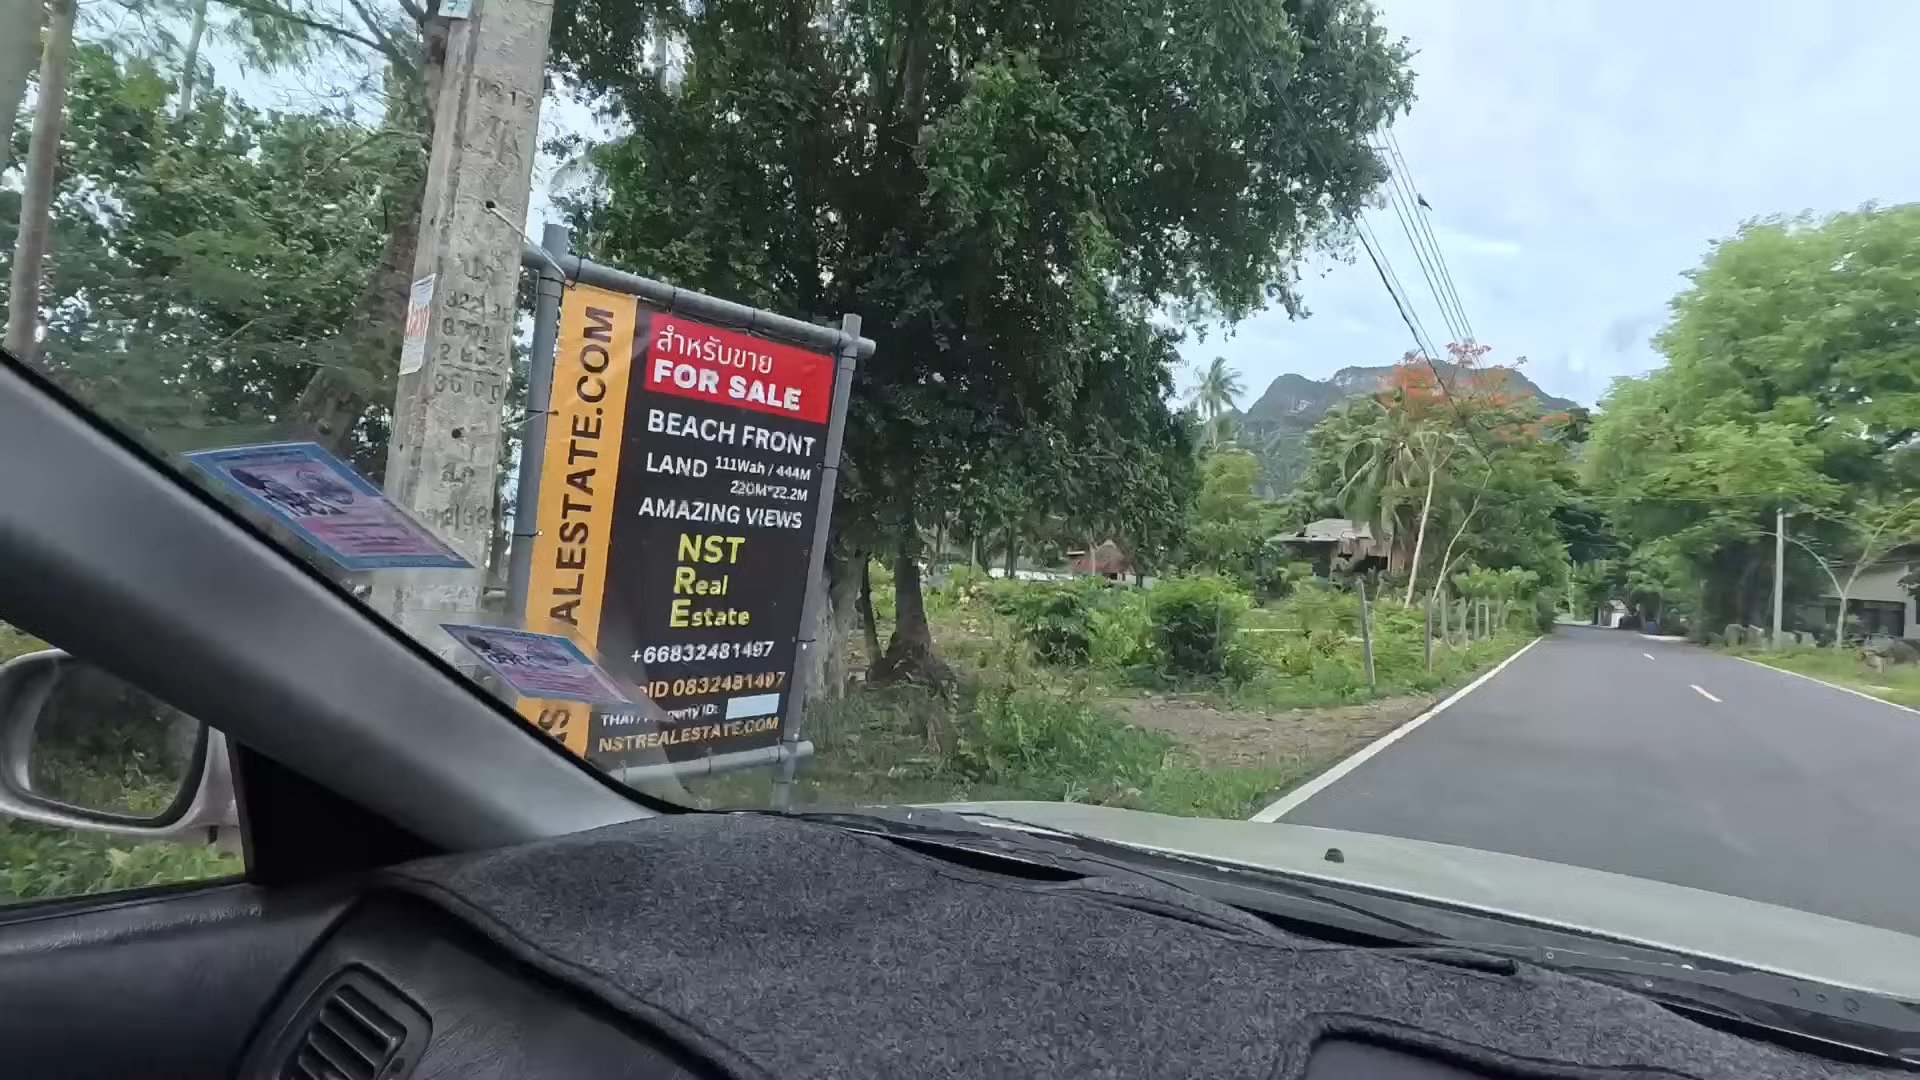 ALESTATE.COM
สำหรับขาย
FOR SALE
BEACH FRONT
LAND 111Wah / 444M
220M*22.2M
AMAZING VIEWS
NST
Real
Estate
+66832481497
ID 0832481497
NSTREALESTATE.COM